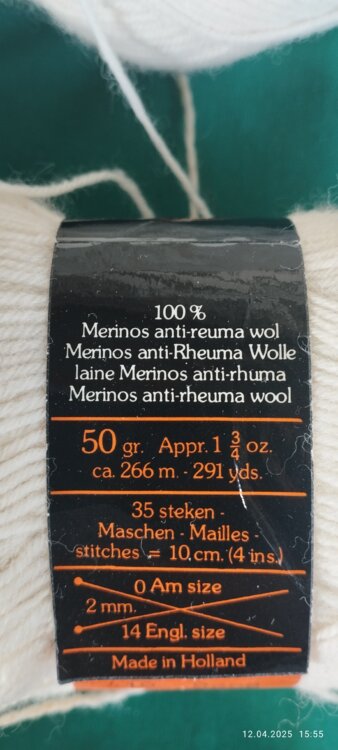 100 %
Merinos anti-reuma wol
Merinos anti-Rheuma Wolle
laine Merinos anti-rhuma
Merinos anti-rheuma wool
50 gr. Appr. 1 3/4 oz.
ca. 266 m. - 291 yds.
35 steken -
Maschen - Mailles -
stitches = 10 cm. (4 ins.)
0 Am size
2 mm.
14 Engl. size
Made in Holland
12.04.2025 15:55